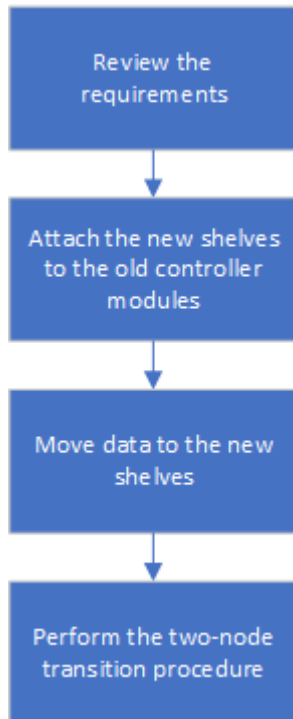 Review the
requirements
Attach the new shelves
to the old controller
modules
Move data to the new
shelves
Perform the two-node
transition procedure